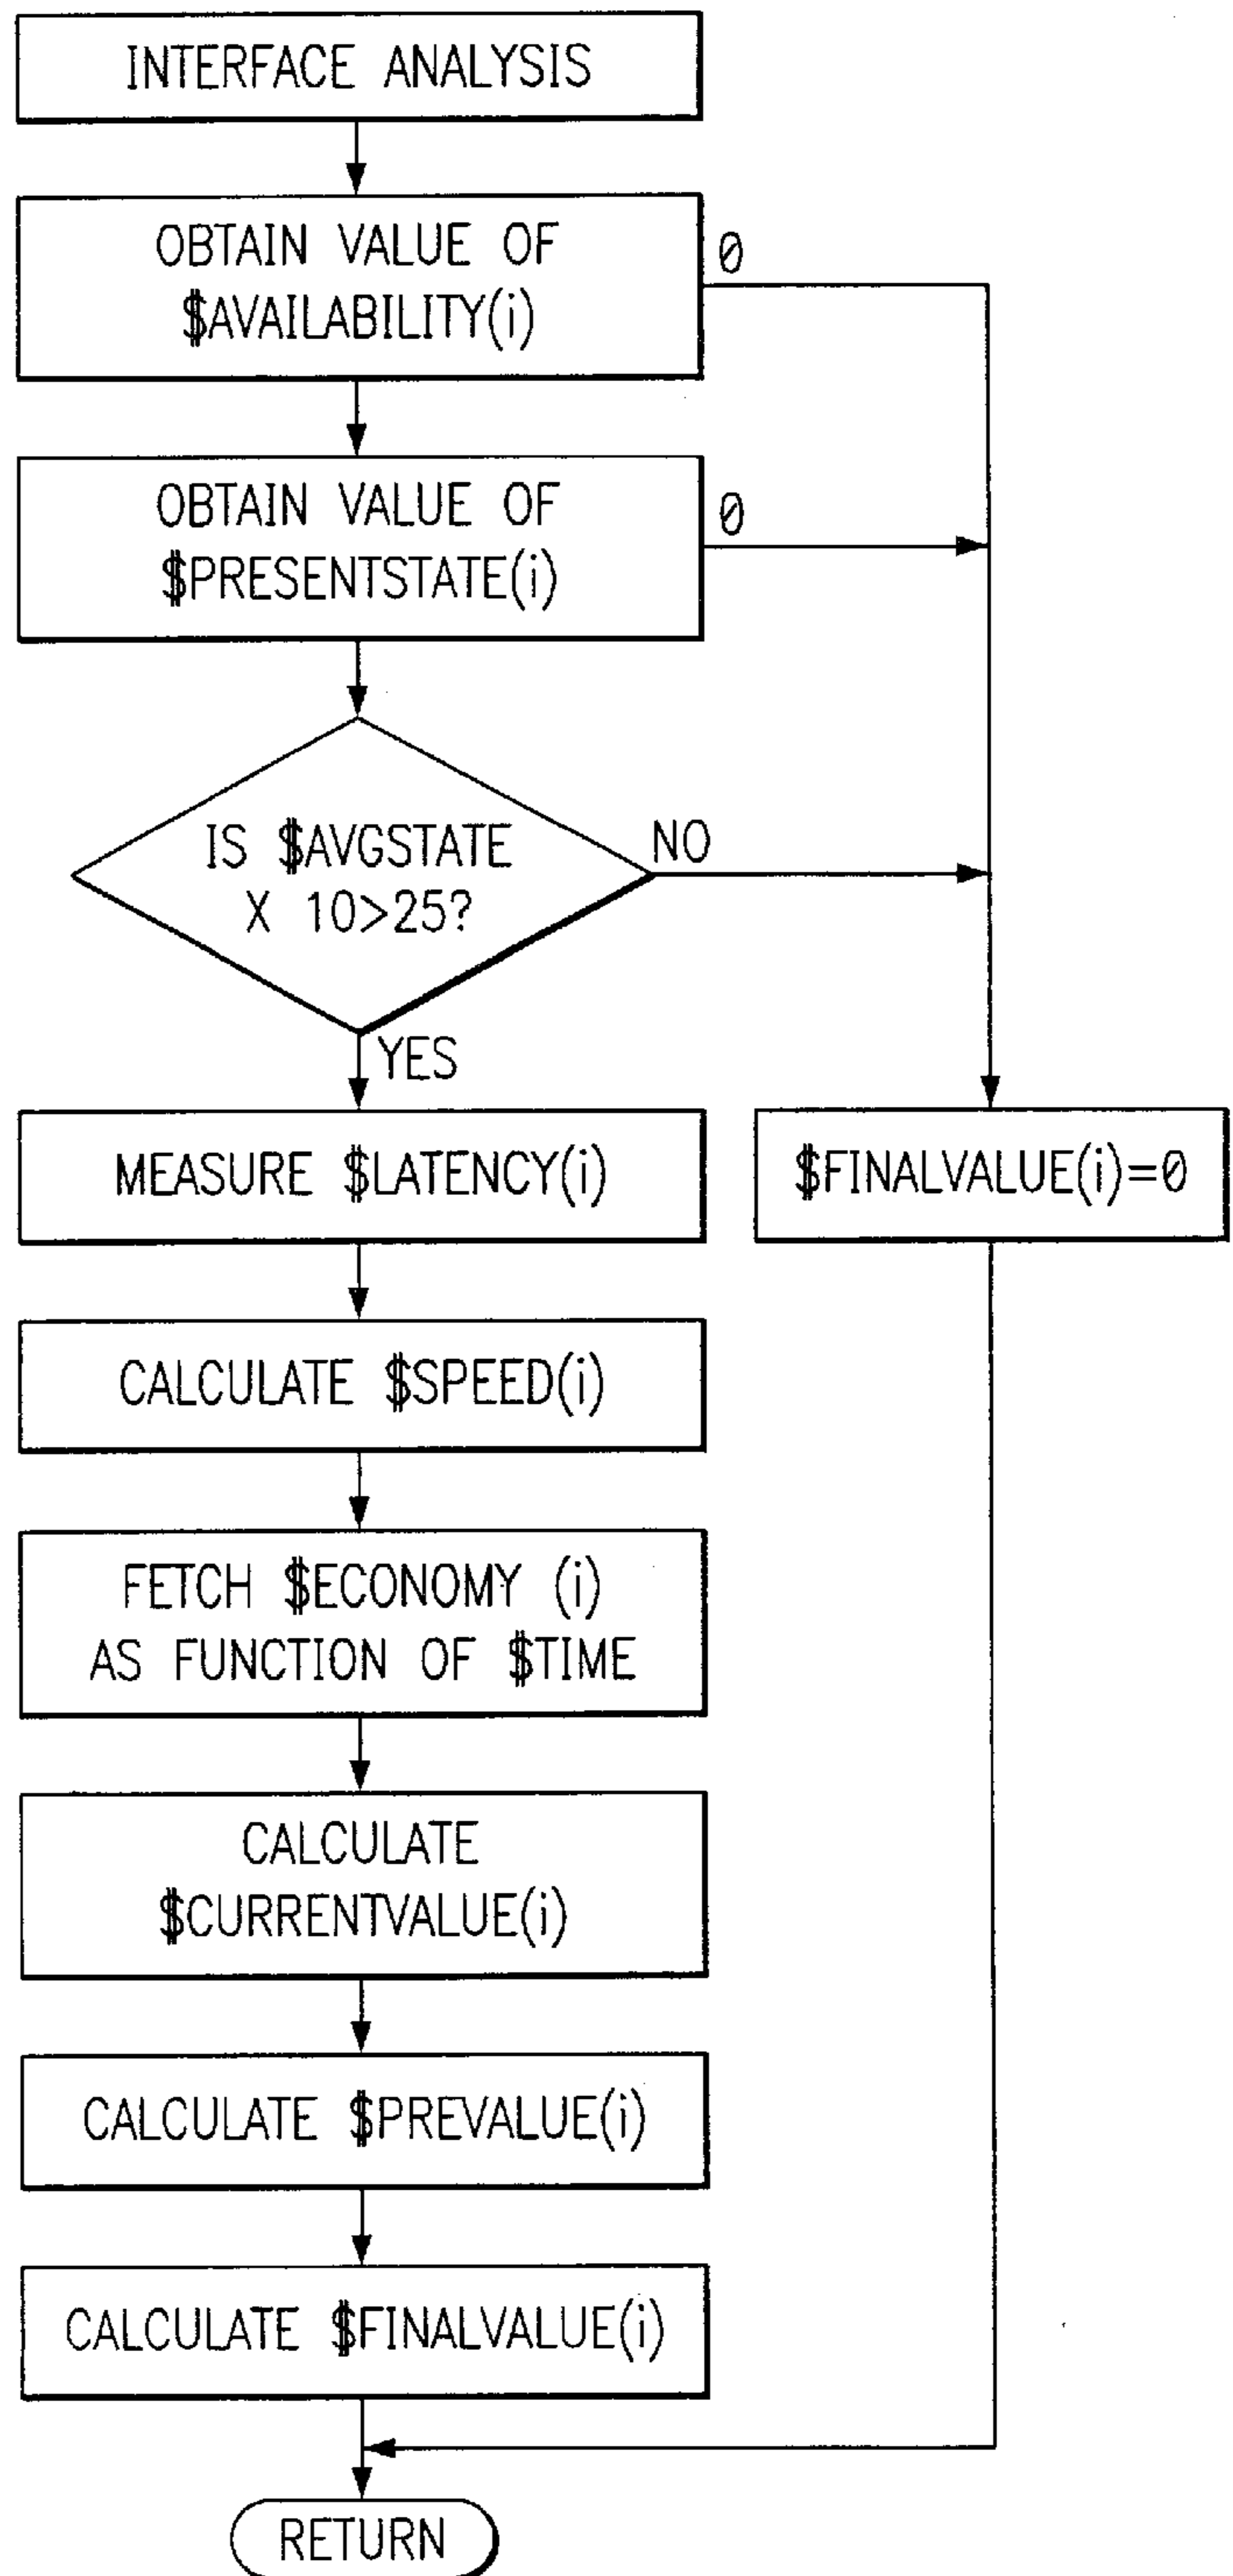 INTERFACE ANALYSIS
OBTAIN VALUE OF
$AVAILABILITY(i)
0
OBTAIN VALUE OF
$PRESENTSTATE(i)
0
IS $AVGSTATE
X 10>25?
NO
YES
MEASURE $LATENCY(i)
$FINALVALUE(i)=0
CALCULATE $SPEED(i)
FETCH $ECONOMY (i)
AS FUNCTION OF $TIME
CALCULATE
$CURRENTVALUE(i)
CALCULATE $PREVALUE(i)
CALCULATE $FINALVALUE(i)
RETURN